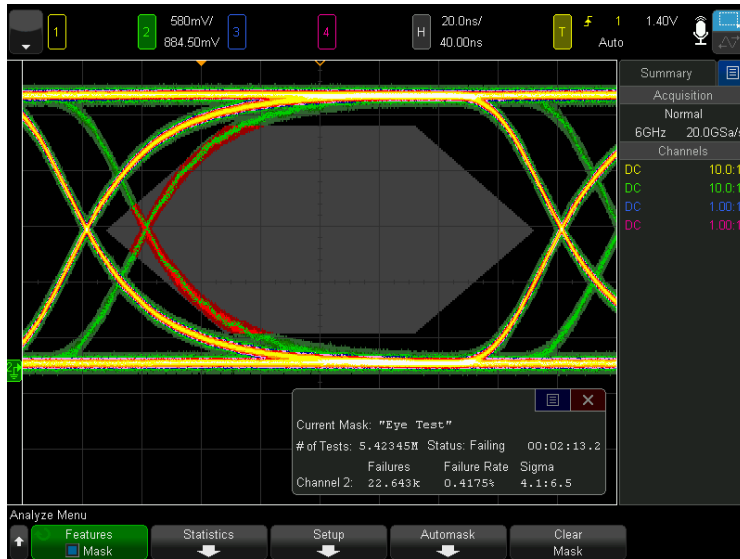 1 2 580mV/ 3 4 H 20.0ns/ T 1 1.40V
884.50mV/ 40.00ns Auto
Summary
Acquisition
Normal
6GHz 20.0GSa/s
Channels
DC 10.0:1
DC 10.0:1
DC 1.00:1
DC 1.00:1
2
Current Mask: "Eye Test"
# of Tests: 5.42345M Status: Failing 00:02:13.2
Failures Failure Rate Sigma
Channel 2: 22.643k 0.4175% 4.1:6.5
Analyze Menu
Features Statistics Setup Automask Clear
Mask Mask